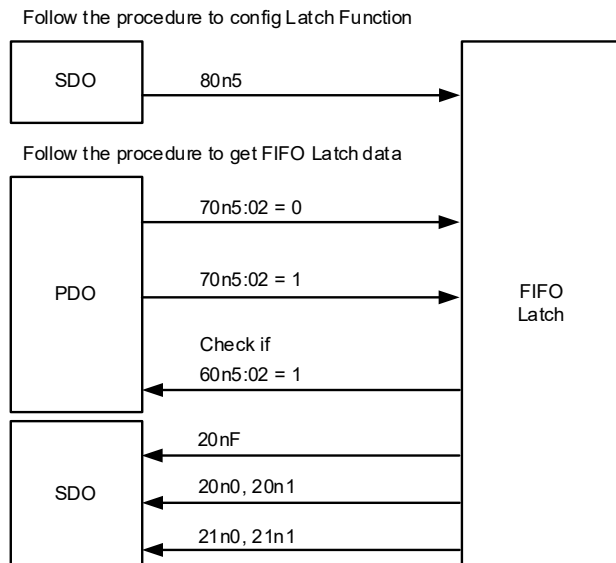 Follow the procedure to config Latch Function
SDO
80n5
Follow the procedure to get FIFO Latch data
PDO
70n5:02 = 0
70n5:02 = 1
Check if
60n5:02 = 1
FIFO
Latch
SDO
20nF
20n0, 20n1
21n0, 21n1